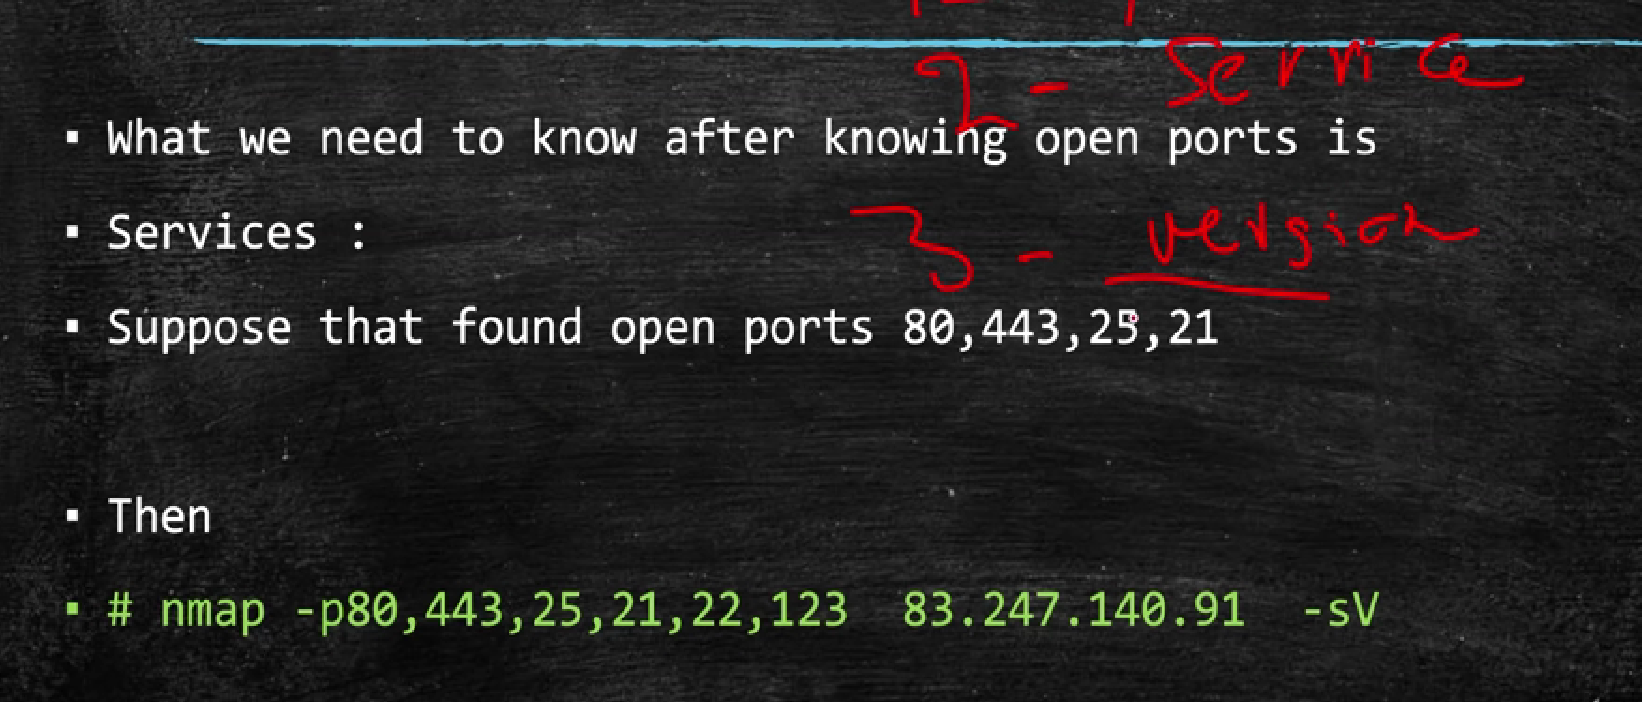 2 - Service
▪ What we need to know after knowing open ports is
▪ Services :
3 - version
▪ Suppose that found open ports 80,443,25,21
▪ Then
▪ # nmap -p80,443,25,21,22,123  83.247.140.91  -sV